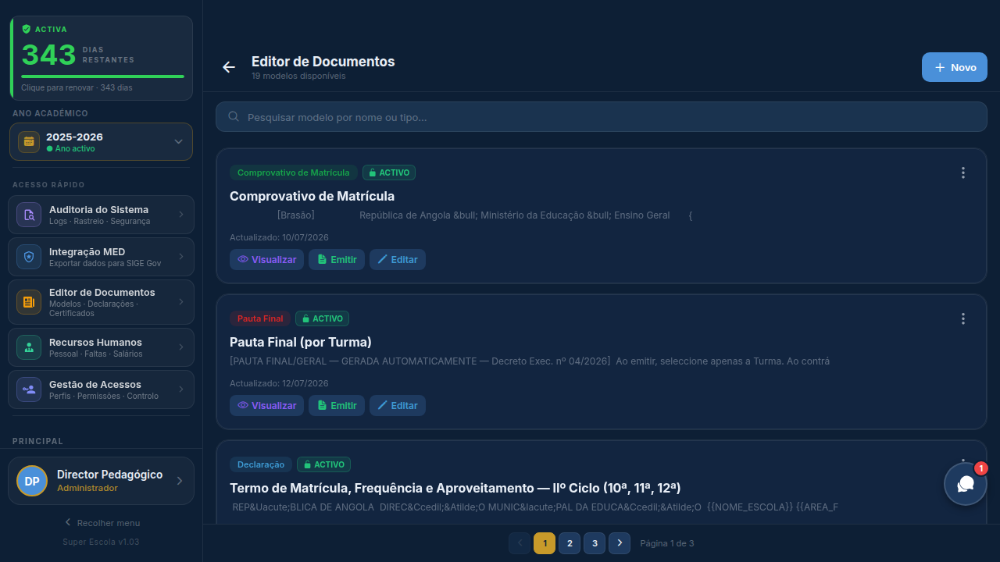 ACTIVA
343
DIAS
RESTANTES
Clique para renovar · 343 dias
ANO ACADÉMICO
2025-2026
Ano activo
ACESSO RÁPIDO
Auditoria do Sistema
Logs · Rastreio · Segurança
Integração MED
Exportar dados para SIGE Gov
Editor de Documentos
Modelos · Declarações ·
Certificados
Recursos Humanos
Pessoal · Faltas · Salários
Gestão de Acessos
Perfis · Permissões · Controlo
PRINCIPAL
DP
Director Pedagógico
Administrador
Recolher menu
Super Escola v1.03
Editor de Documentos
19 modelos disponíveis
Novo
Pesquisar modelo por nome ou tipo...
Comprovativo de Matrícula
ACTIVO
Comprovativo de Matrícula
[Brasão] República de Angola &bull; Ministério da Educação &bull; Ensino Geral {
Actualizado: 10/07/2026
Visualizar
Emitir
Editar
Pauta Final
ACTIVO
Pauta Final (por Turma)
[PAUTA FINAL/GERAL — GERADA AUTOMATICAMENTE — Decreto Exec. nº 04/2026] Ao emitir, seleccione apenas a Turma. Ao contrá
Actualizado: 12/07/2026
Visualizar
Emitir
Editar
Declaração
ACTIVO
Termo de Matrícula, Frequência e Aproveitamento — IIº Ciclo (10ª, 11ª, 12ª)
REP&Uacute;BLICA DE ANGOLA DIREC&Ccedil;&Atilde;O MUNIC&Iacute;PAL DA EDUCA&Ccedil;&Atilde;O {{NOME_ESCOLA}} {{AREA_F
1
1
2
3
Página 1 de 3